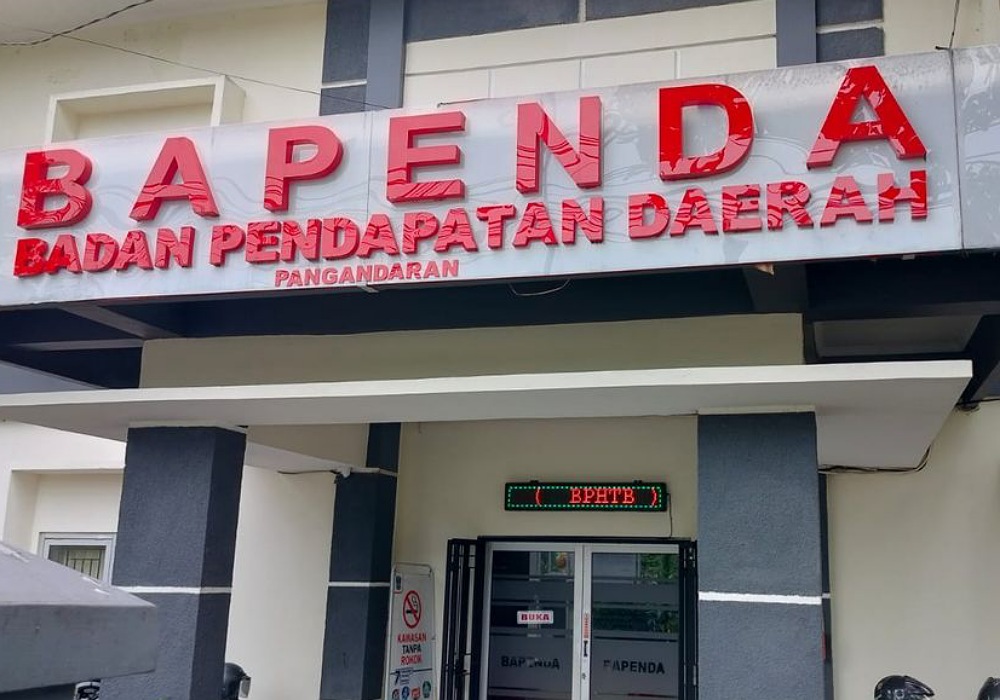 BAPENDA
BADAN PENDAPATAN DAERAH
PANGANDARAN
( BPHTB )
BUKA
BAPENDA
BAPENDA
KAWASAN
TANPA
ROKOK